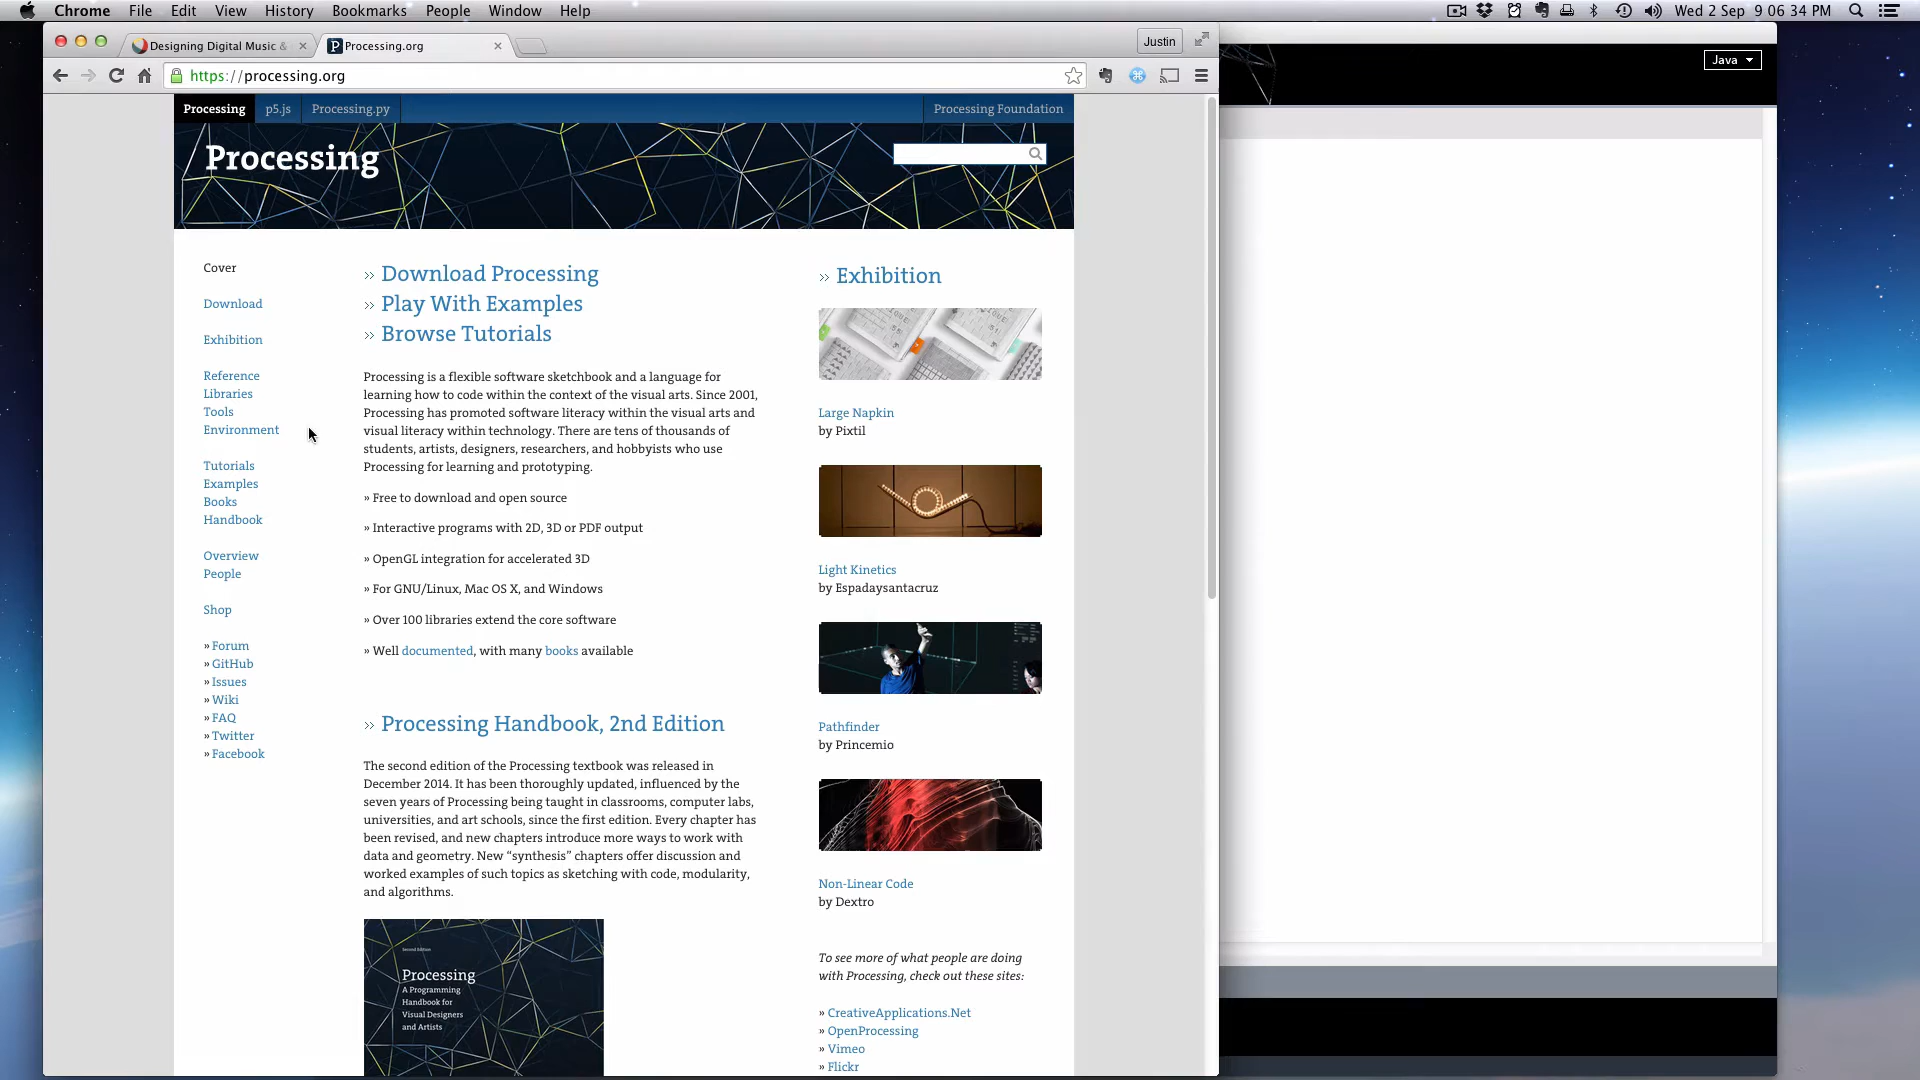 Chrome File Edit View History Bookmarks People Window Help
Wed 2 Sep 9 06 34 PM
Designing Digital Music &
Processing.org
Justin
https://processing.org
Java
Processing p5.js Processing.py Processing Foundation
Processing
Cover
Download
Exhibition
Reference
Libraries
Tools
Environment
Tutorials
Examples
Books
Handbook
Overview
People
Shop
» Forum
» GitHub
» Issues
» Wiki
» FAQ
» Twitter
» Facebook
» Download Processing
» Play With Examples
» Browse Tutorials
Processing is a flexible software sketchbook and a language for
learning how to code within the context of the visual arts. Since 2001,
Processing has promoted software literacy within the visual arts and
visual literacy within technology. There are tens of thousands of
students, artists, designers, researchers, and hobbyists who use
Processing for learning and prototyping.
» Free to download and open source
» Interactive programs with 2D, 3D or PDF output
» OpenGL integration for accelerated 3D
» For GNU/Linux, Mac OS X, and Windows
» Over 100 libraries extend the core software
» Well documented, with many books available
» Processing Handbook, 2nd Edition
The second edition of the Processing textbook was released in
December 2014. It has been thoroughly updated, influenced by the
seven years of Processing being taught in classrooms, computer labs,
universities, and art schools, since the first edition. Every chapter has
been revised, and new chapters introduce more ways to work with
data and geometry. New “synthesis” chapters offer discussion and
worked examples of such topics as sketching with code, modularity,
and algorithms.
Second Edition
Processing
A Programming
Handbook for
Visual Designers
and Artists
» Exhibition
Large Napkin
by Pixtil
Light Kinetics
by Espadaysantacruz
Pathfinder
by Princemio
Non-Linear Code
by Dextro
To see more of what people are doing
with Processing, check out these sites:
» CreativeApplications.Net
» OpenProcessing
» Vimeo
» Flickr